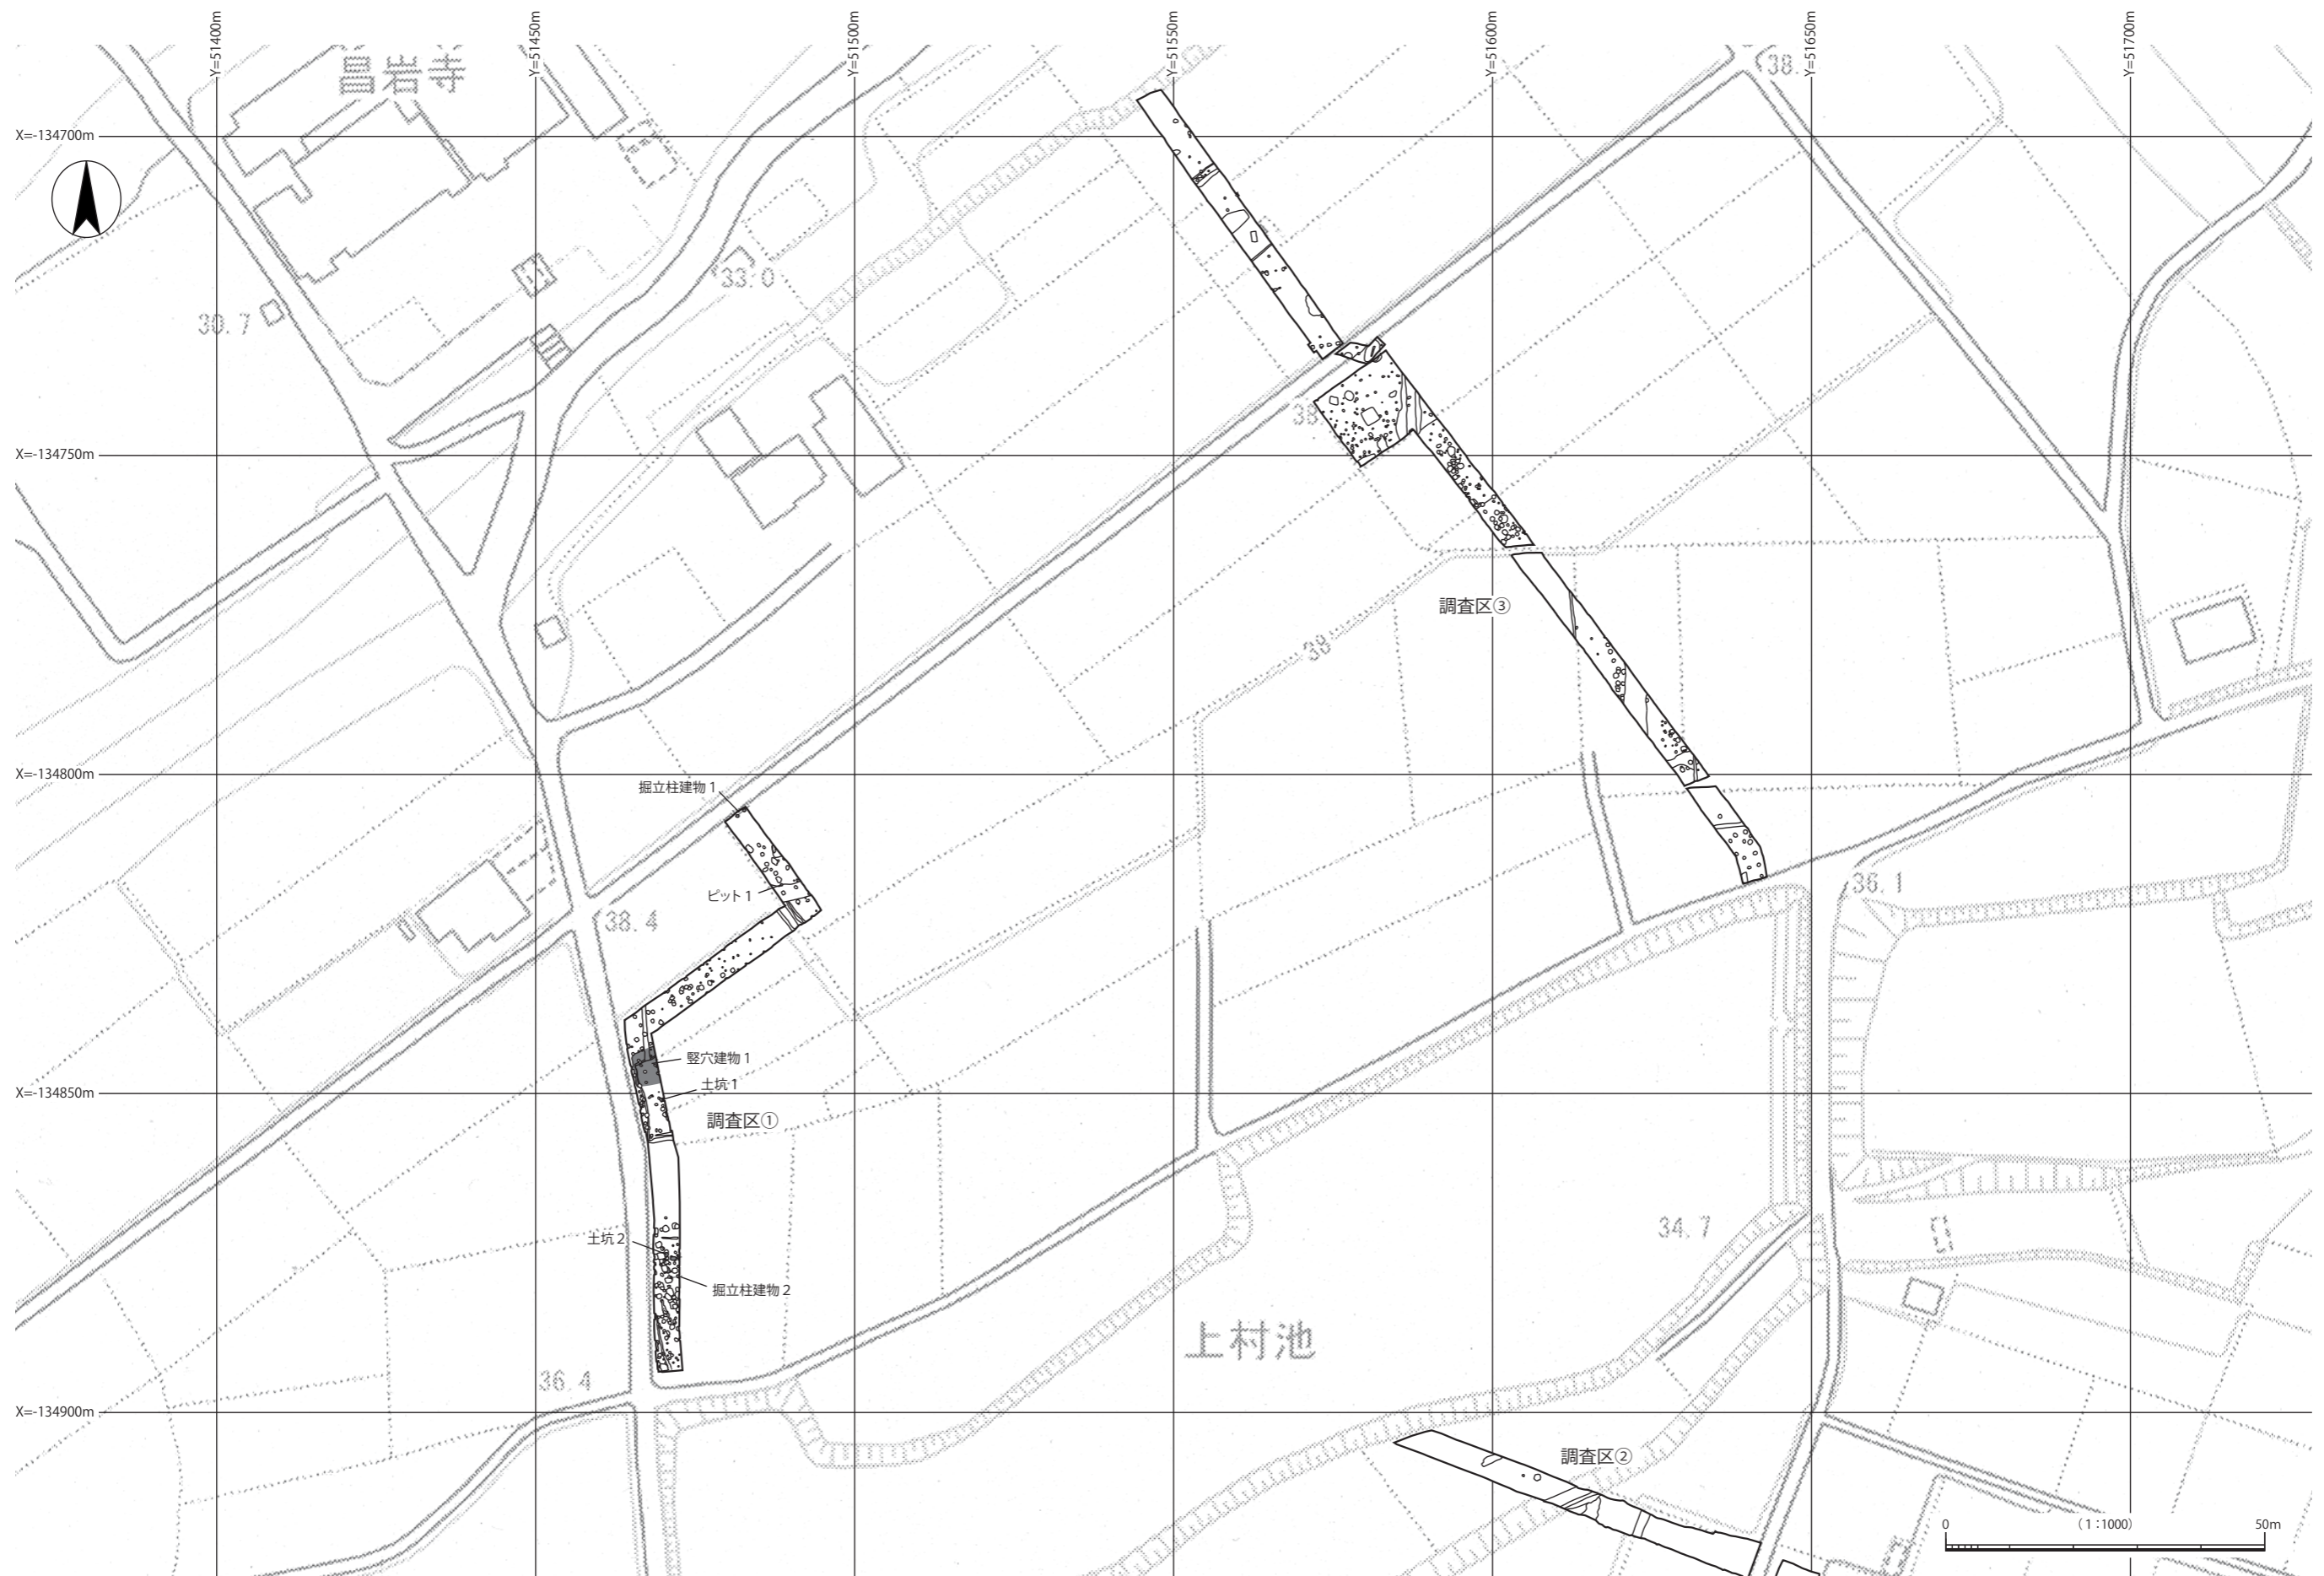 Y=51400m
Y=51450m
Y=51500m
Y=51550m
Y=51600m
Y=51650m
Y=51700m
昌岩寺
38.
X=-134700m
33.0
30.7
38
X=-134750m
調査区③
38
掘立柱建物1
X=-134800m
ピット1
36.1
38.4
竪穴建物1
土坑1
X=-134850m
調査区①
34.7
土坑2
掘立柱建物2
上村池
36.4
X=-134900m
調査区②
0 (1:1000) 50m